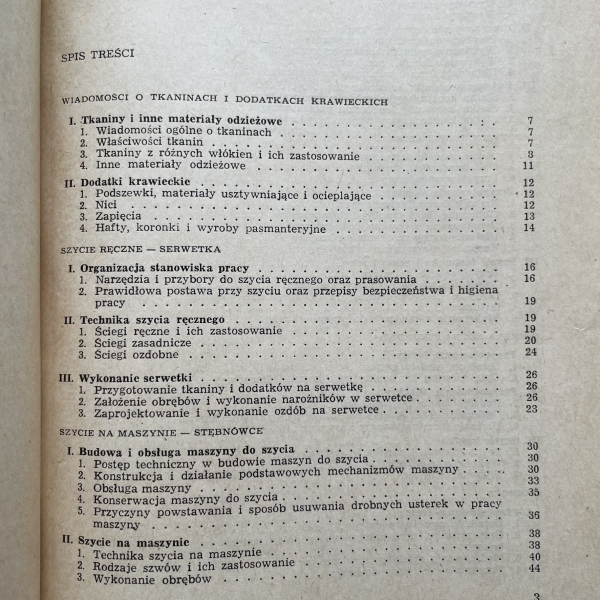 SPIS TREŚCI
WIADOMOŚCI O TKANINACH I DODATKACH KRAWIECKICH
I. Tkaniny i inne materiały odzieżowe . . . . . . . . . . 7
1. Wiadomości ogólne o tkaninach . . . . . . . . . . 7
2. Właściwości tkanin . . . . . . . . . . 7
3. Tkaniny z różnych włókien i ich zastosowanie . . . . . . . . . . 8
4. Inne materiały odzieżowe . . . . . . . . . . 11
II. Dodatki krawieckie . . . . . . . . . . 12
1. Podszewki, materiały usztywniające i ocieplające . . . . . . . . . . 12
2. Nici . . . . . . . . . . 12
3. Zapięcia . . . . . . . . . . 13
4. Hafty, koronki i wyroby pasmanteryjne . . . . . . . . . . 14
SZYCIE RĘCZNE — SERWETKA
I. Organizacja stanowiska pracy . . . . . . . . . . 16
1. Narzędzia i przybory do szycia ręcznego oraz prasowania . . . . . 16
2. Prawidłowa postawa przy szyciu oraz przepisy bezpieczeństwa i higiena
pracy . . . . . . . . . . 19
II. Technika szycia ręcznego . . . . . . . . . . 19
1. Ściegi ręczne i ich zastosowanie . . . . . . . . . . 19
2. Ściegi zasadnicze . . . . . . . . . . 20
3. Ściegi ozdobne . . . . . . . . . . 24
III. Wykonanie serwetki . . . . . . . . . . 26
1. Przygotowanie tkaniny i dodatków na serwetkę . . . . . . . . . . 26
2. Założenie obrębów i wykonanie narożników w serwetce . . . . . 26
3. Zaprojektowanie i wykonanie ozdób na serwetce . . . . . . . . . . 23
SZYCIE NA MASZYNIE — STĘBNÓWCE
I. Budowa i obsługa maszyny do szycia . . . . . . . . . . 30
1. Postęp techniczny w budowie maszyn do szycia . . . . . . . . . . 30
2. Konstrukcja i działanie podstawowych mechanizmów maszyny . . . 30
3. Obsługa maszyny . . . . . . . . . . 33
4. Konserwacja maszyny do szycia . . . . . . . . . . 35
5. Przyczyny powstawania i sposób usuwania drobnych usterek w pracy
maszyny . . . . . . . . . . 36
II. Szycie na maszynie . . . . . . . . . . 38
1. Technika szycia na maszynie . . . . . . . . . . 38
2. Rodzaje szwów i ich zastosowanie . . . . . . . . . . 40
3. Wykonanie obrębów . . . . . . . . . . 44
3